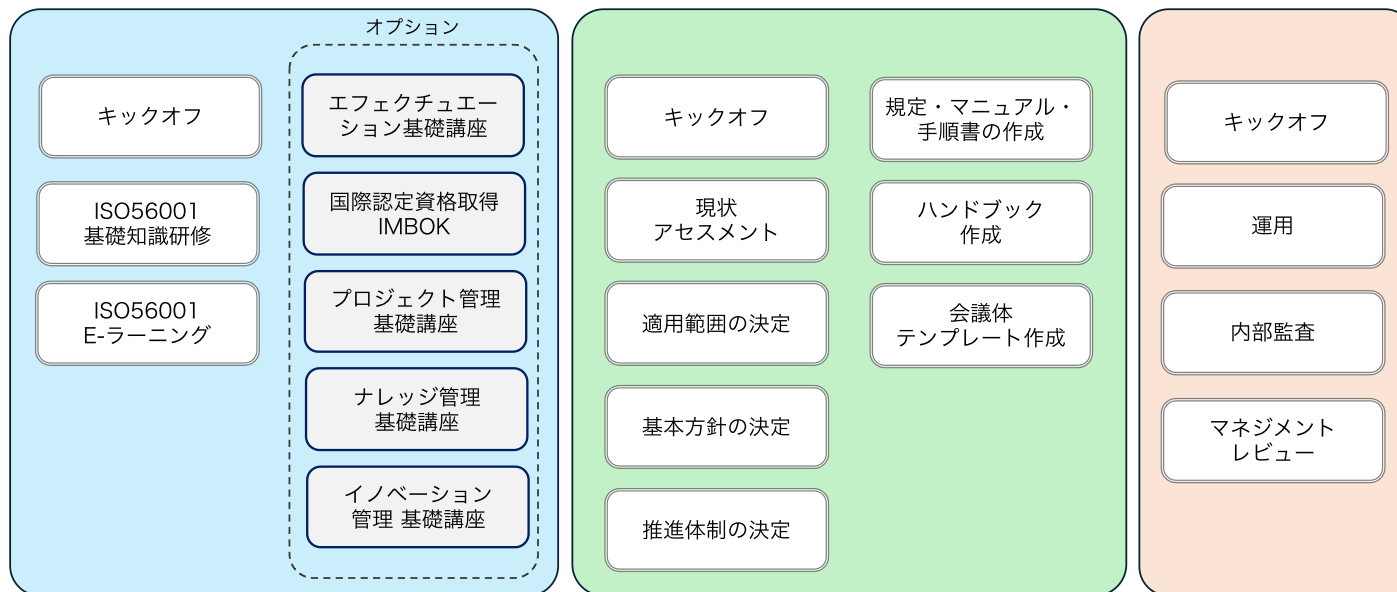 オプション
キックオフ
ISO56001
基礎知識研修
ISO56001
E-ラーニング
エフェクチュエー
ション基礎講座
国際認定資格取得
IMBOK
プロジェクト管理
基礎講座
ナレッジ管理
基礎講座
イノベーション
管理 基礎講座
キックオフ
現状
アセスメント
適用範囲の決定
基本方針の決定
推進体制の決定
規定・マニュアル・
手順書の作成
ハンドブック
作成
会議体
テンプレート作成
キックオフ
運用
内部監査
マネジメント
レビュー